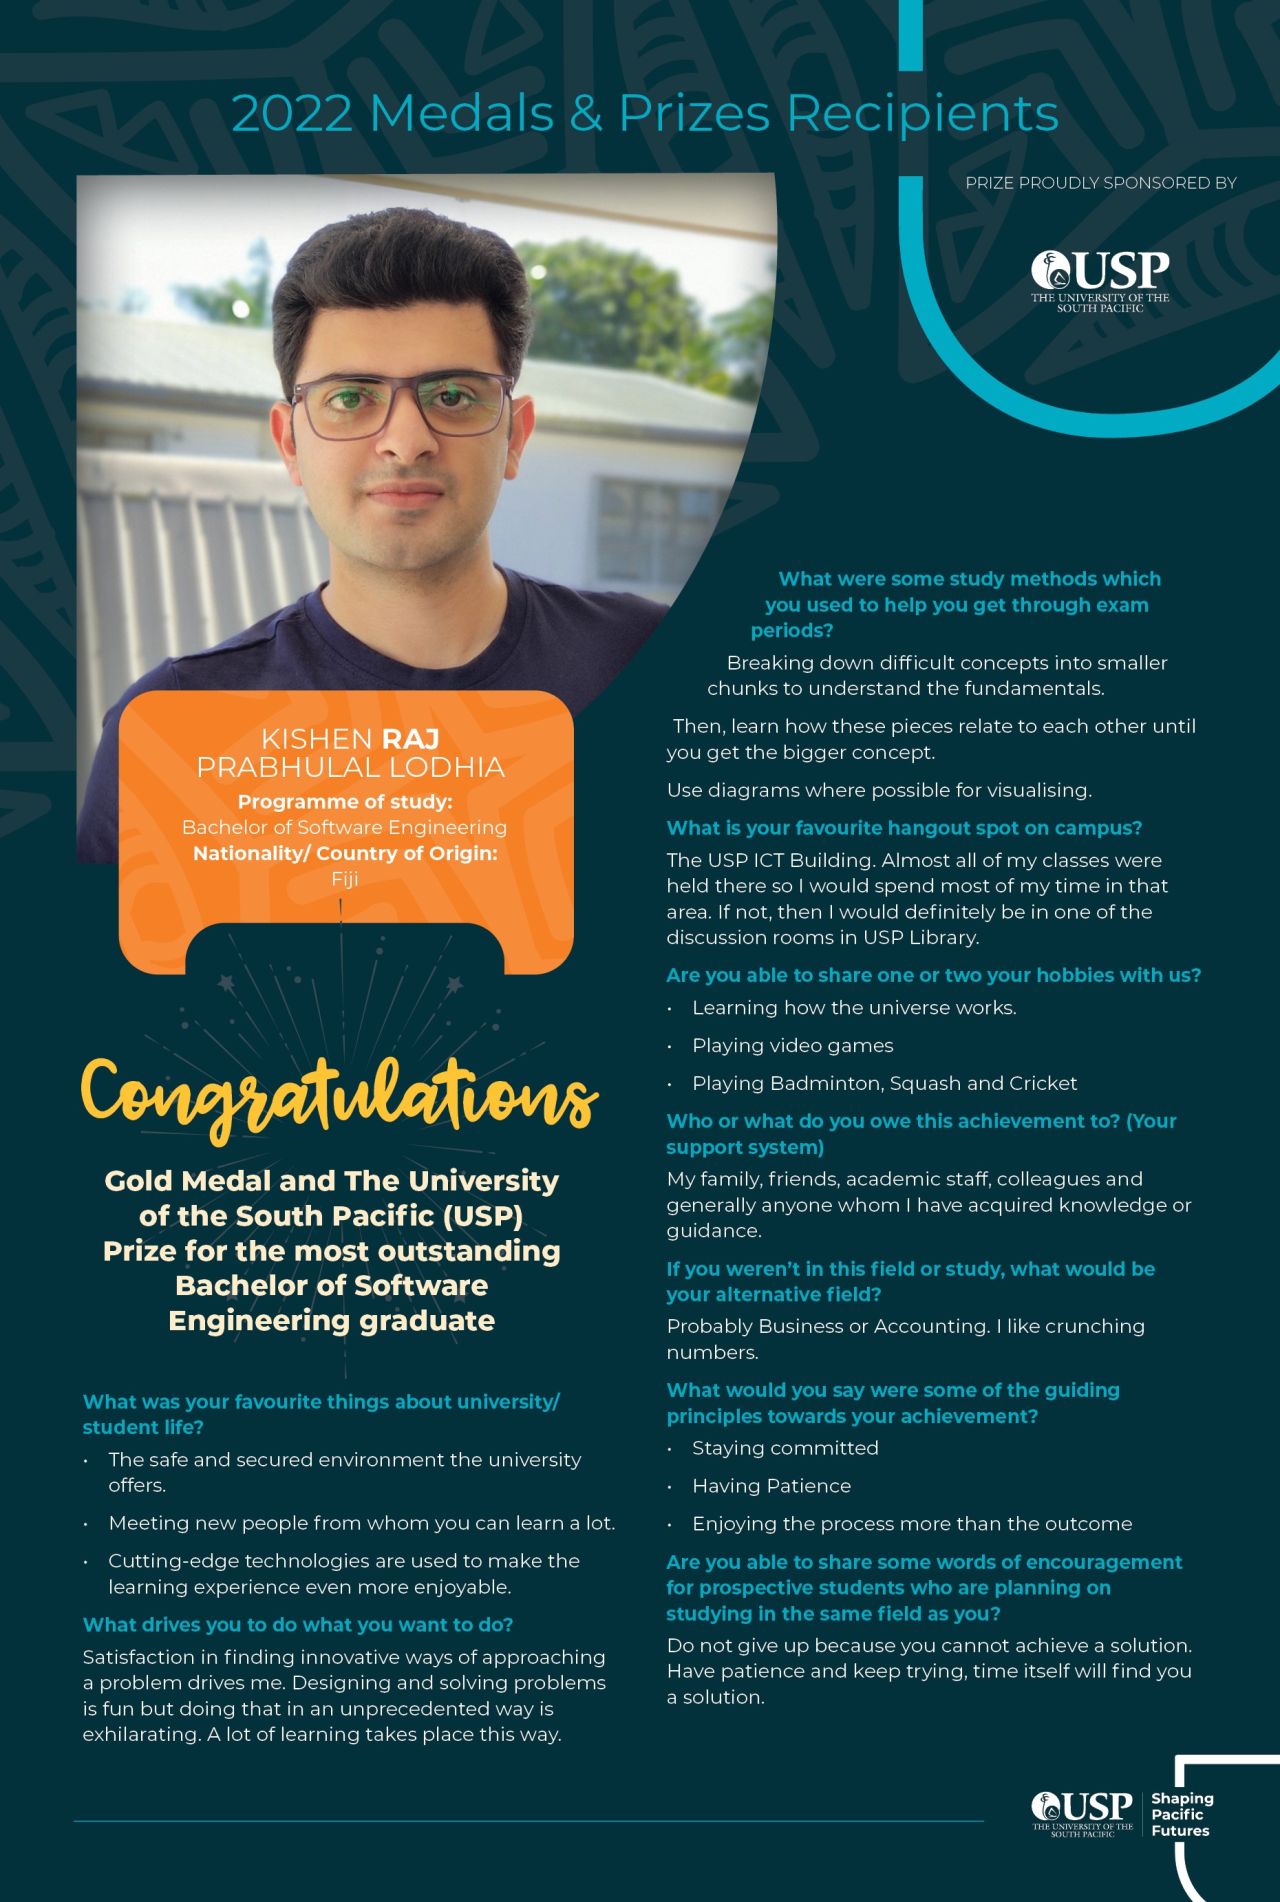 2022 Medals & Prizes Recipients
PRIZE PROUDLY SPONSORED BY
USP
THE UNIVERSITY OF THE
SOUTH PACIFIC
KISHEN RAJ
PRABHULAL LODHIA
Programme of study:
Bachelor of Software Engineering
Nationality/ Country of Origin:
Fiji
Congratulations
Gold Medal and The University
of the South Pacific (USP)
Prize for the most outstanding
Bachelor of Software
Engineering graduate
What was your favourite things about university/
student life?
• The safe and secured environment the university
offers.
• Meeting new people from whom you can learn a lot.
• Cutting-edge technologies are used to make the
learning experience even more enjoyable.
What drives you to do what you want to do?
Satisfaction in finding innovative ways of approaching
a problem drives me. Designing and solving problems
is fun but doing that in an unprecedented way is
exhilarating. A lot of learning takes place this way.
What were some study methods which
you used to help you get through exam
periods?
Breaking down difficult concepts into smaller
chunks to understand the fundamentals.
Then, learn how these pieces relate to each other until
you get the bigger concept.
Use diagrams where possible for visualising.
What is your favourite hangout spot on campus?
The USP ICT Building. Almost all of my classes were
held there so I would spend most of my time in that
area. If not, then I would definitely be in one of the
discussion rooms in USP Library.
Are you able to share one or two your hobbies with us?
• Learning how the universe works.
• Playing video games
• Playing Badminton, Squash and Cricket
Who or what do you owe this achievement to? (Your
support system)
My family, friends, academic staff, colleagues and
generally anyone whom I have acquired knowledge or
guidance.
If you weren't in this field or study, what would be
your alternative field?
Probably Business or Accounting. I like crunching
numbers.
What would you say were some of the guiding
principles towards your achievement?
• Staying committed
• Having Patience
• Enjoying the process more than the outcome
Are you able to share some words of encouragement
for prospective students who are planning on
studying in the same field as you?
Do not give up because you cannot achieve a solution.
Have patience and keep trying, time itself will find you
a solution.
USP
THE UNIVERSITY OF THE
SOUTH PACIFIC
Shaping
Pacific
Futures